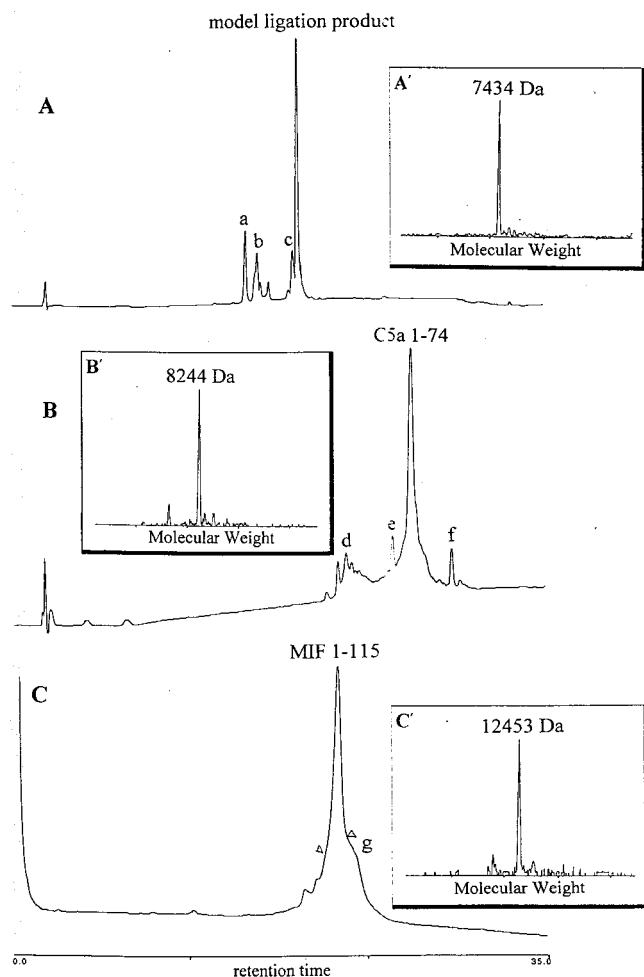 model ligation product
A
a
b
c
A′
7434 Da
Molecular Weight
C5a 1-74
B
B′
8244 Da
Molecular Weight
d
e
f
MIF 1-115
C
g
C′
12453 Da
Molecular Weight
0.0
35.0
retention time